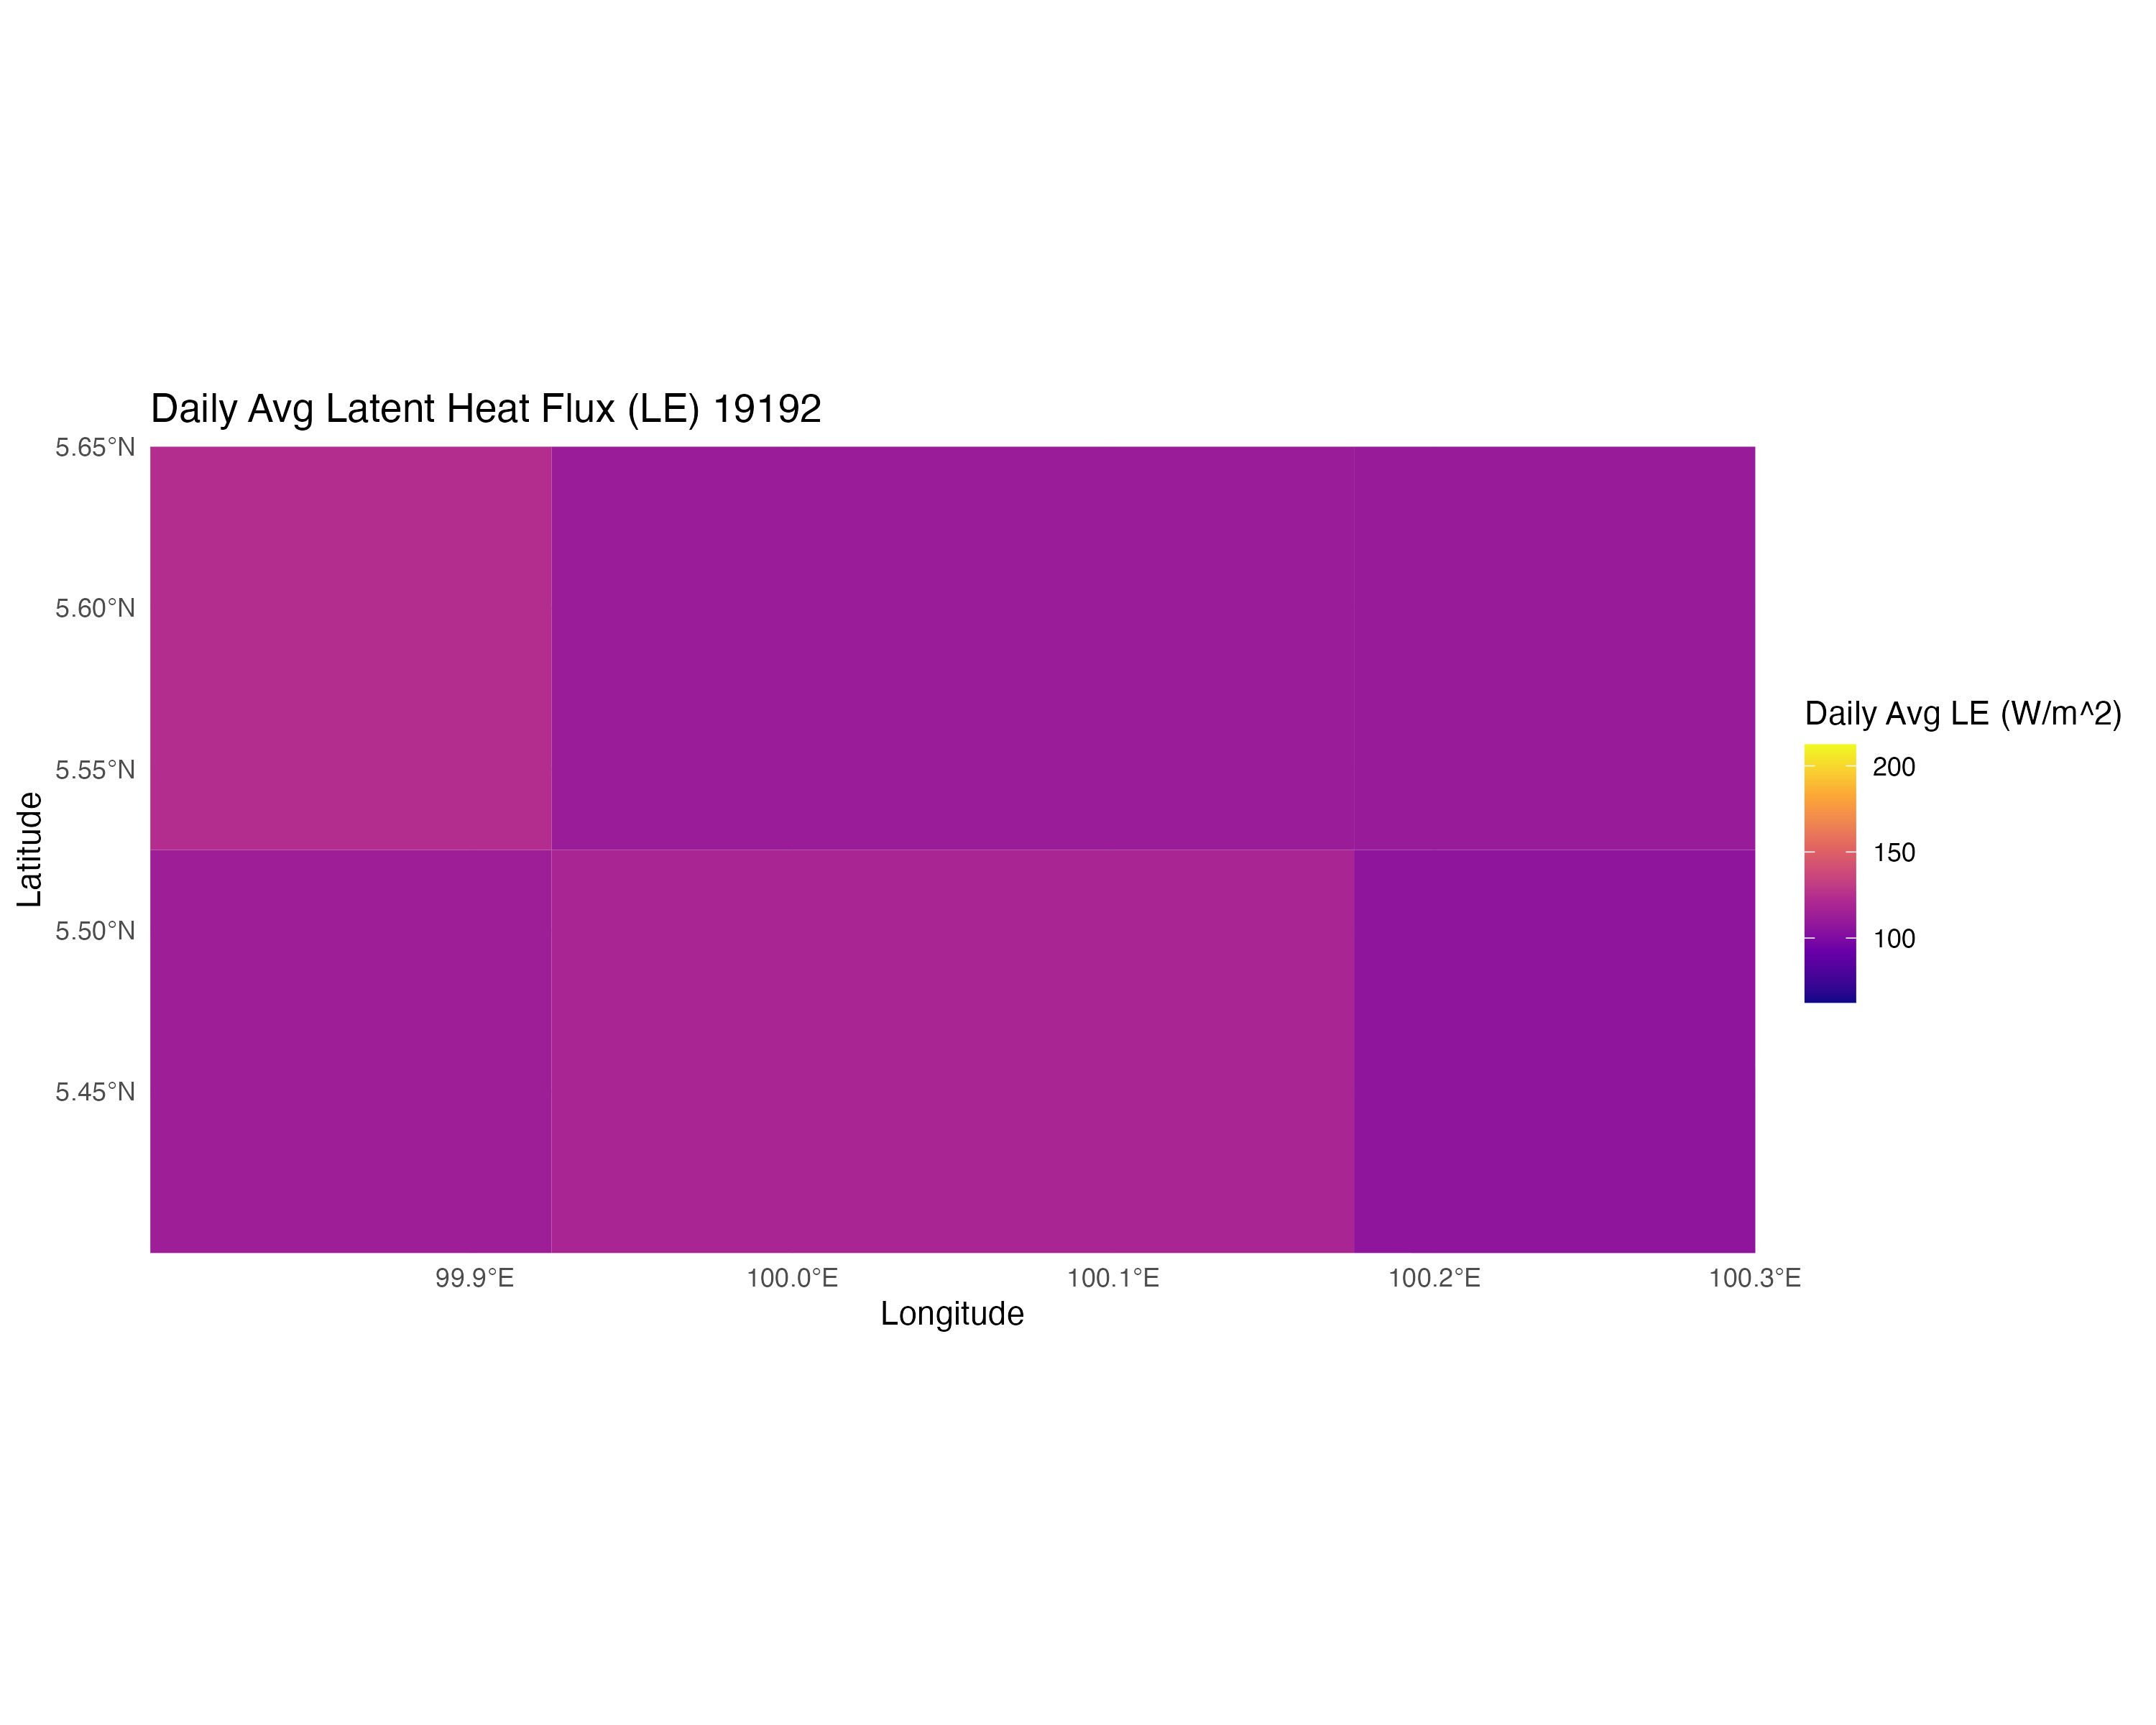 Daily Avg Latent Heat Flux (LE) 19192
5.65°N
5.60°N
5.55°N
5.50°N
5.45°N
Latitude
99.9°E
100.0°E
100.1°E
100.2°E
100.3°E
Longitude
Daily Avg LE (W/m^2)
200
150
100